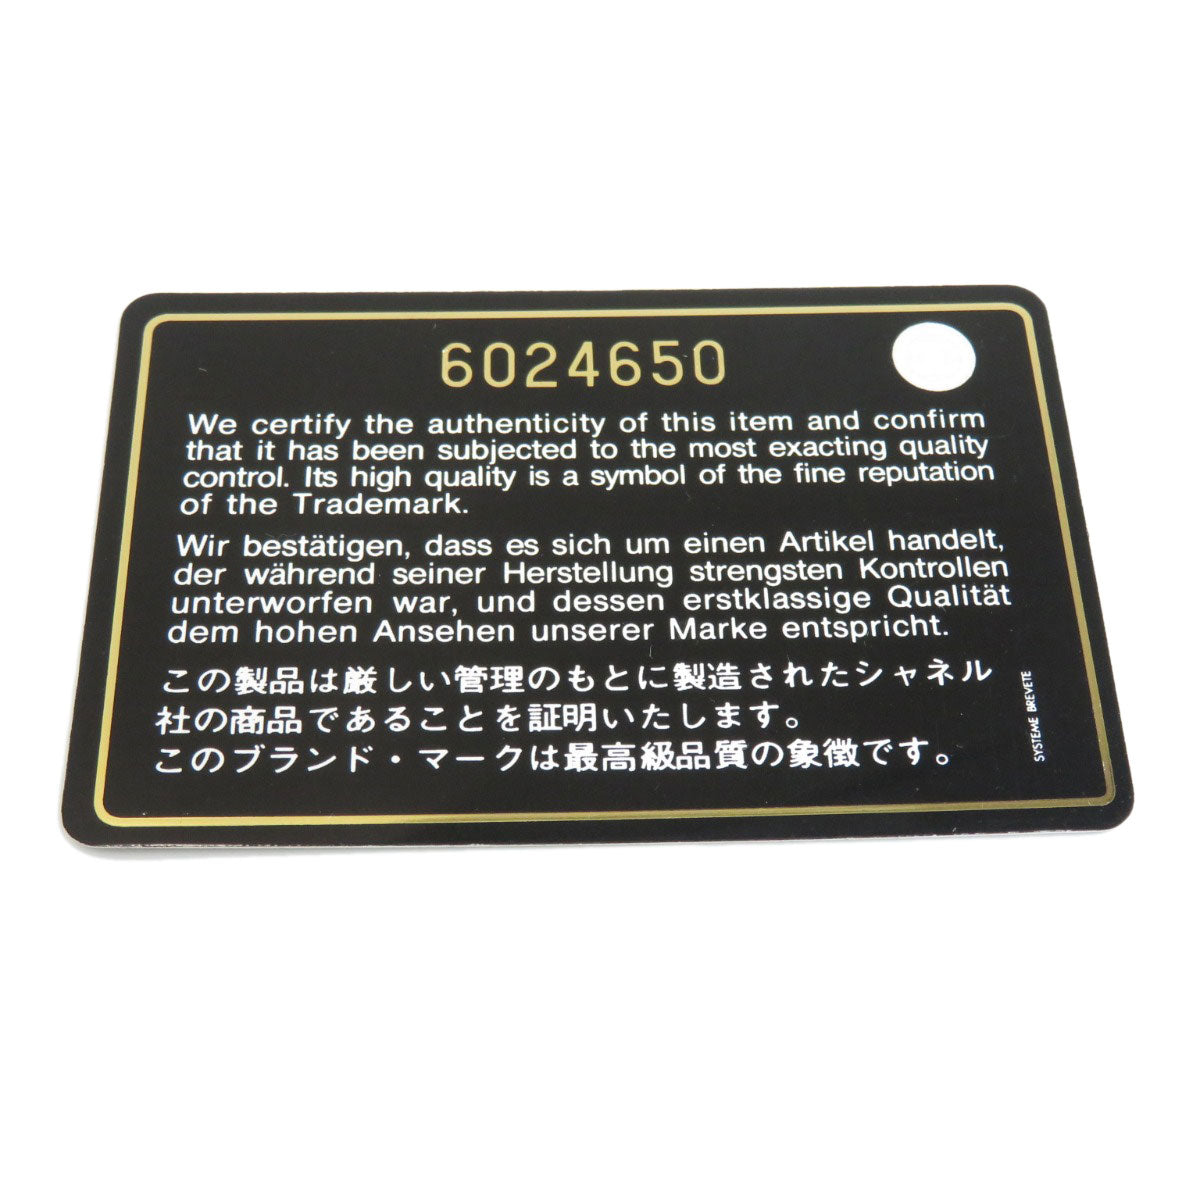 6024650
We certify the authenticity of this item and confirm
that it has been subjected to the most exacting quality
control. Its high quality is a symbol of the fine reputation
of the Trademark.
Wir bestätigen, dass es sich um einen Artikel handelt,
der während seiner Herstellung strengsten Kontrollen
unterworfen war, und dessen erstklassige Qualität
dem hohen Ansehen unserer Marke entspricht.
この製品は厳しい管理のもとに製造されたシャネル
社の商品であることを証明いたします。
このブランド・マークは最高級品質の象徴です。
SYSTEME BREVETE